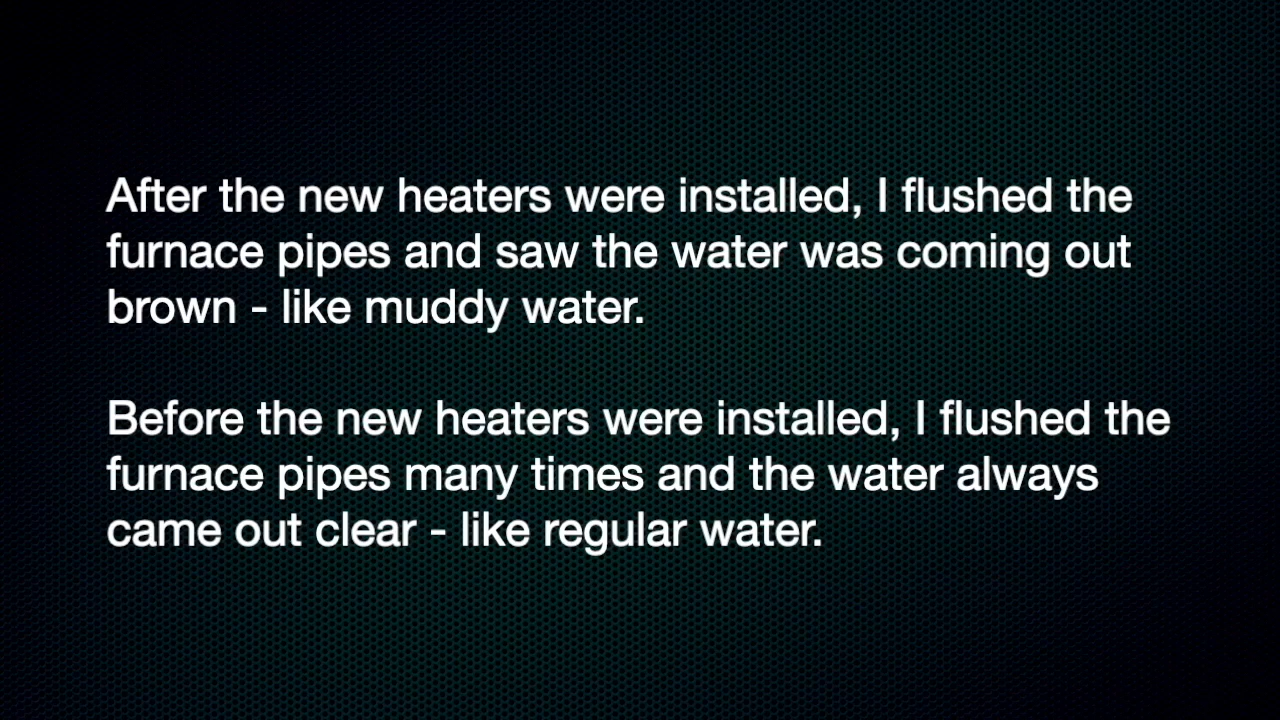 After the new heaters were installed, I flushed the
furnace pipes and saw the water was coming out
brown - like muddy water.
Before the new heaters were installed, I flushed the
furnace pipes many times and the water always
came out clear - like regular water.